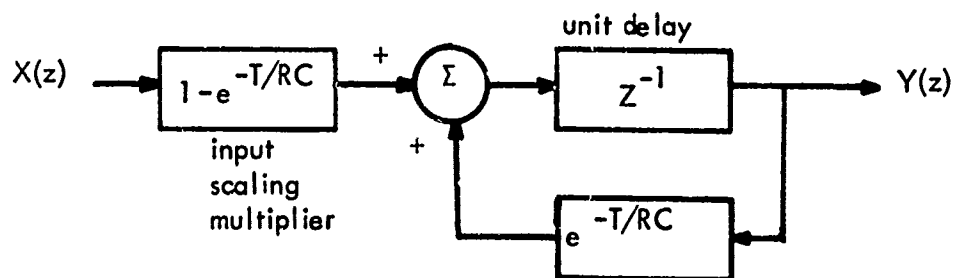 unit delay
X(z)
1-e^-T/RC
+
Σ
Z^-1
Y(z)
+
input
scaling
multiplier
e^-T/RC